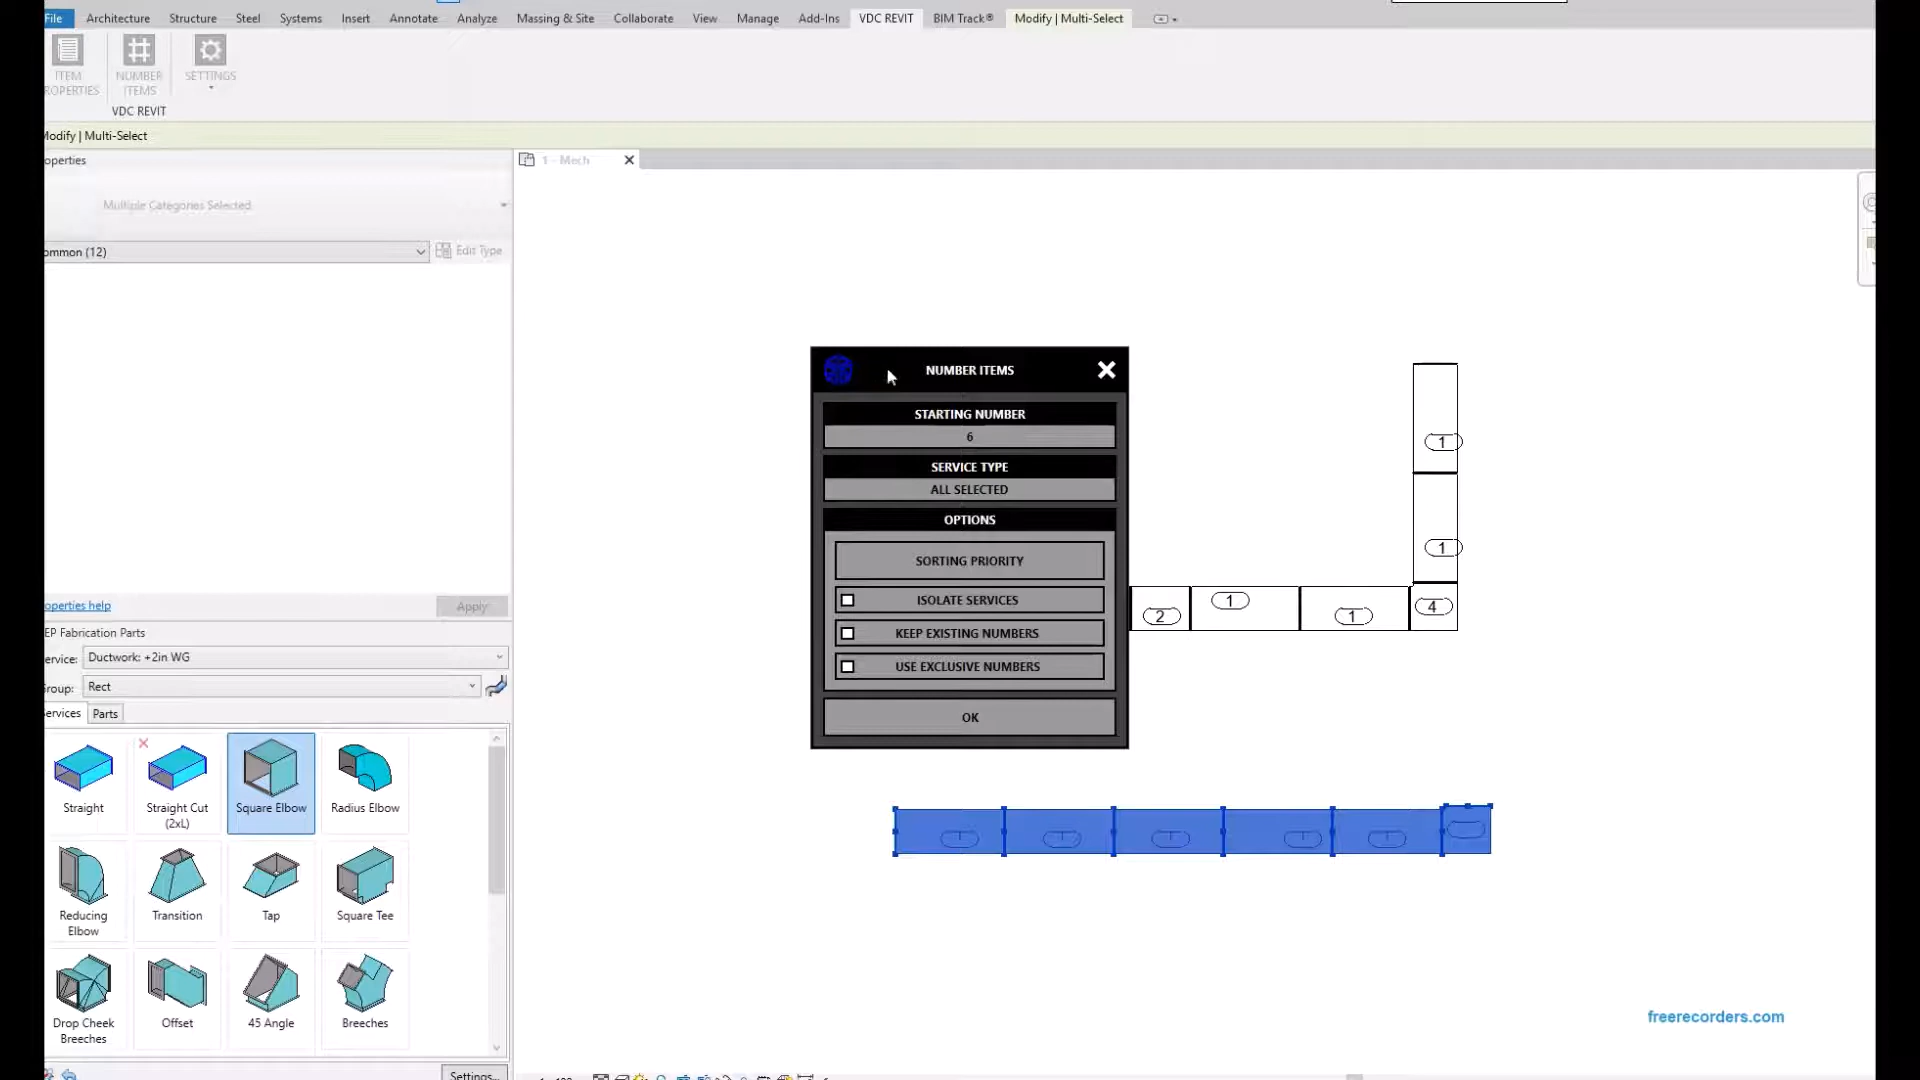 File Architecture Structure Steel Systems Insert Annotate Analyze Massing & Site Collaborate View Manage Add-Ins VDC REVIT BIM Track® Modify | Multi-Select
ITEM NUMBER SETTINGS
ROPERTIES ITEMS
VDC REVIT
Modify | Multi-Select
operties
1 - Mech
Multiple Categories Selected
ommon (12) Edit Type
NUMBER ITEMS
STARTING NUMBER
6
SERVICE TYPE
ALL SELECTED
OPTIONS
SORTING PRIORITY
ISOLATE SERVICES
KEEP EXISTING NUMBERS
USE EXCLUSIVE NUMBERS
OK
1
1
2 1 1 4
operties help Apply
EP Fabrication Parts
ervice: Ductwork: +2in WG
roup: Rect
ervices Parts
Straight Straight Cut (2xL) Square Elbow Radius Elbow
Reducing Elbow Transition Tap Square Tee
Drop Cheek Breeches Offset 45 Angle Breeches
Settings...
freerecorders.com